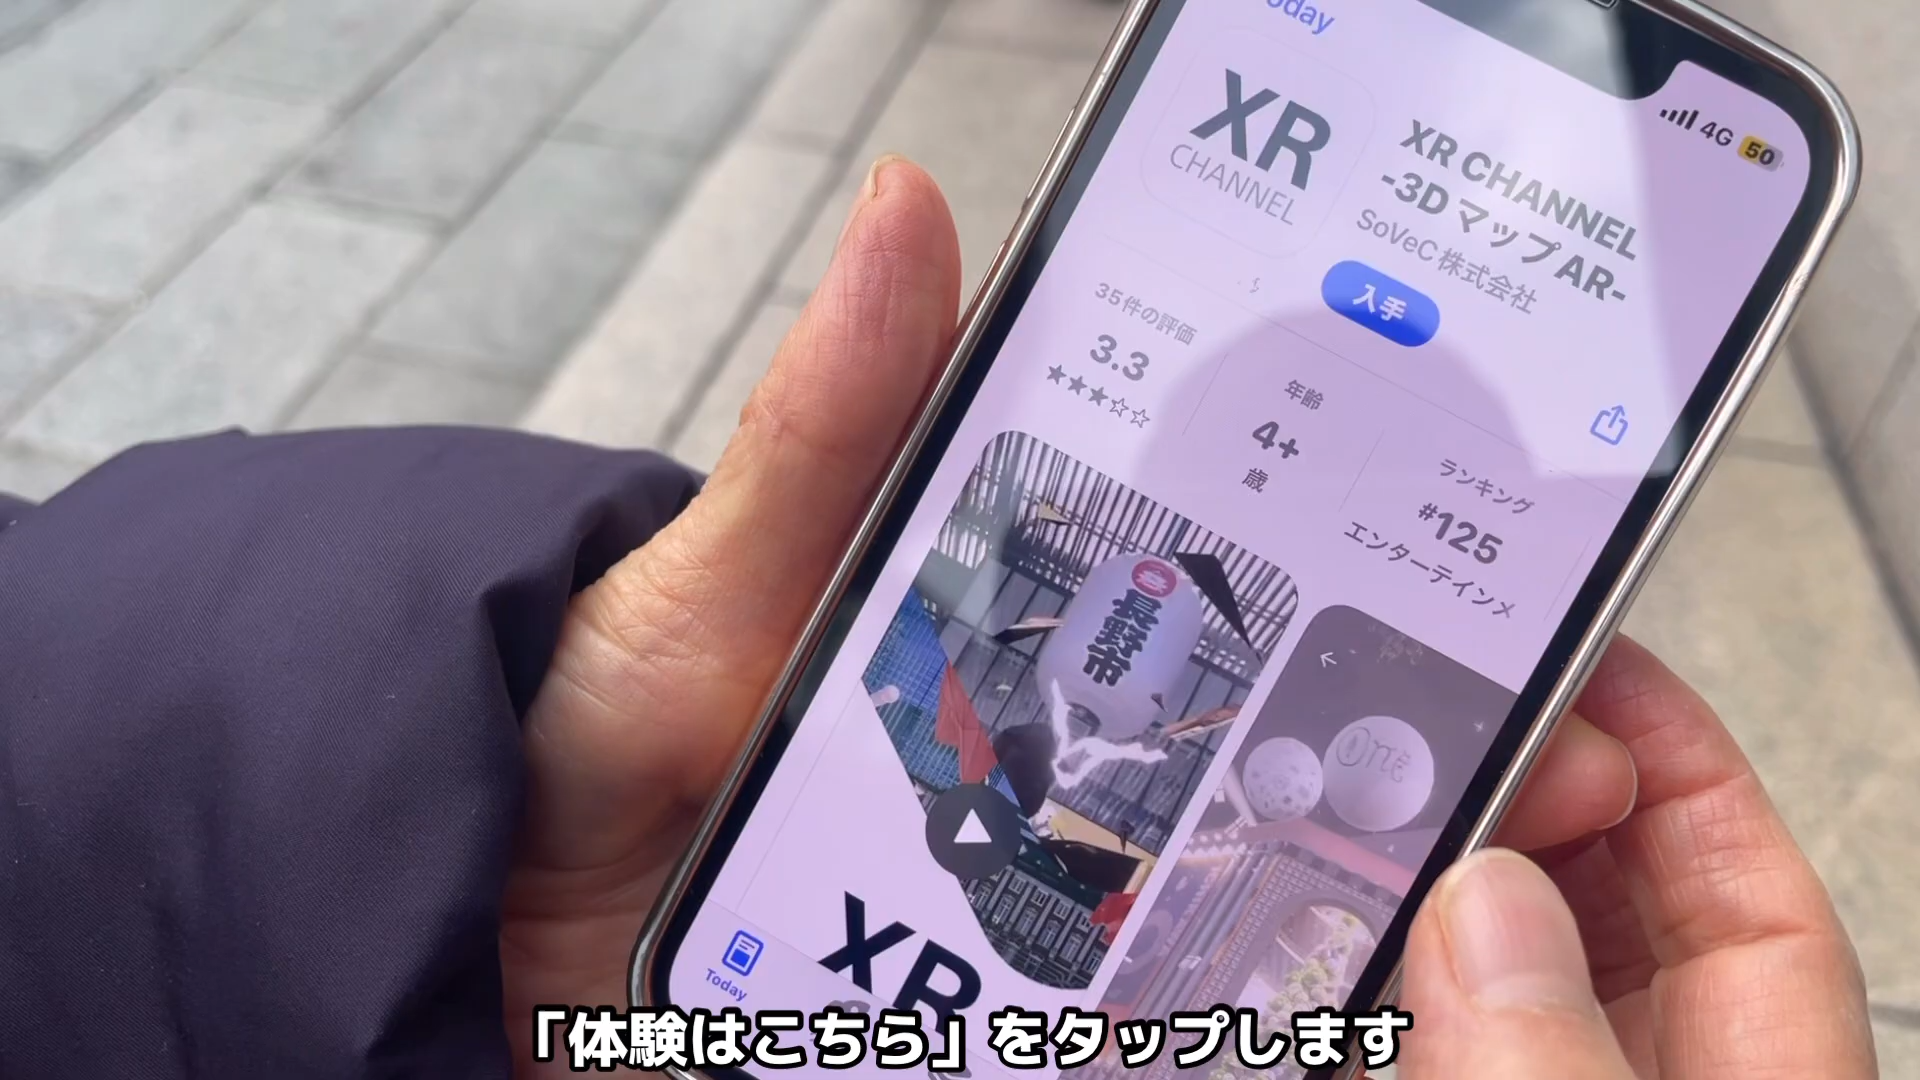 Today
XR
CHANNEL
XR CHANNEL
-3DマップAR-
SoVeC株式会社
入手
4G
50
35件の評価
3.3
★★★☆☆
年齢
4+
歳
ランキング
#125
エンターテインメ
長野市
One
XR
Today
「体験はこちら」をタップします